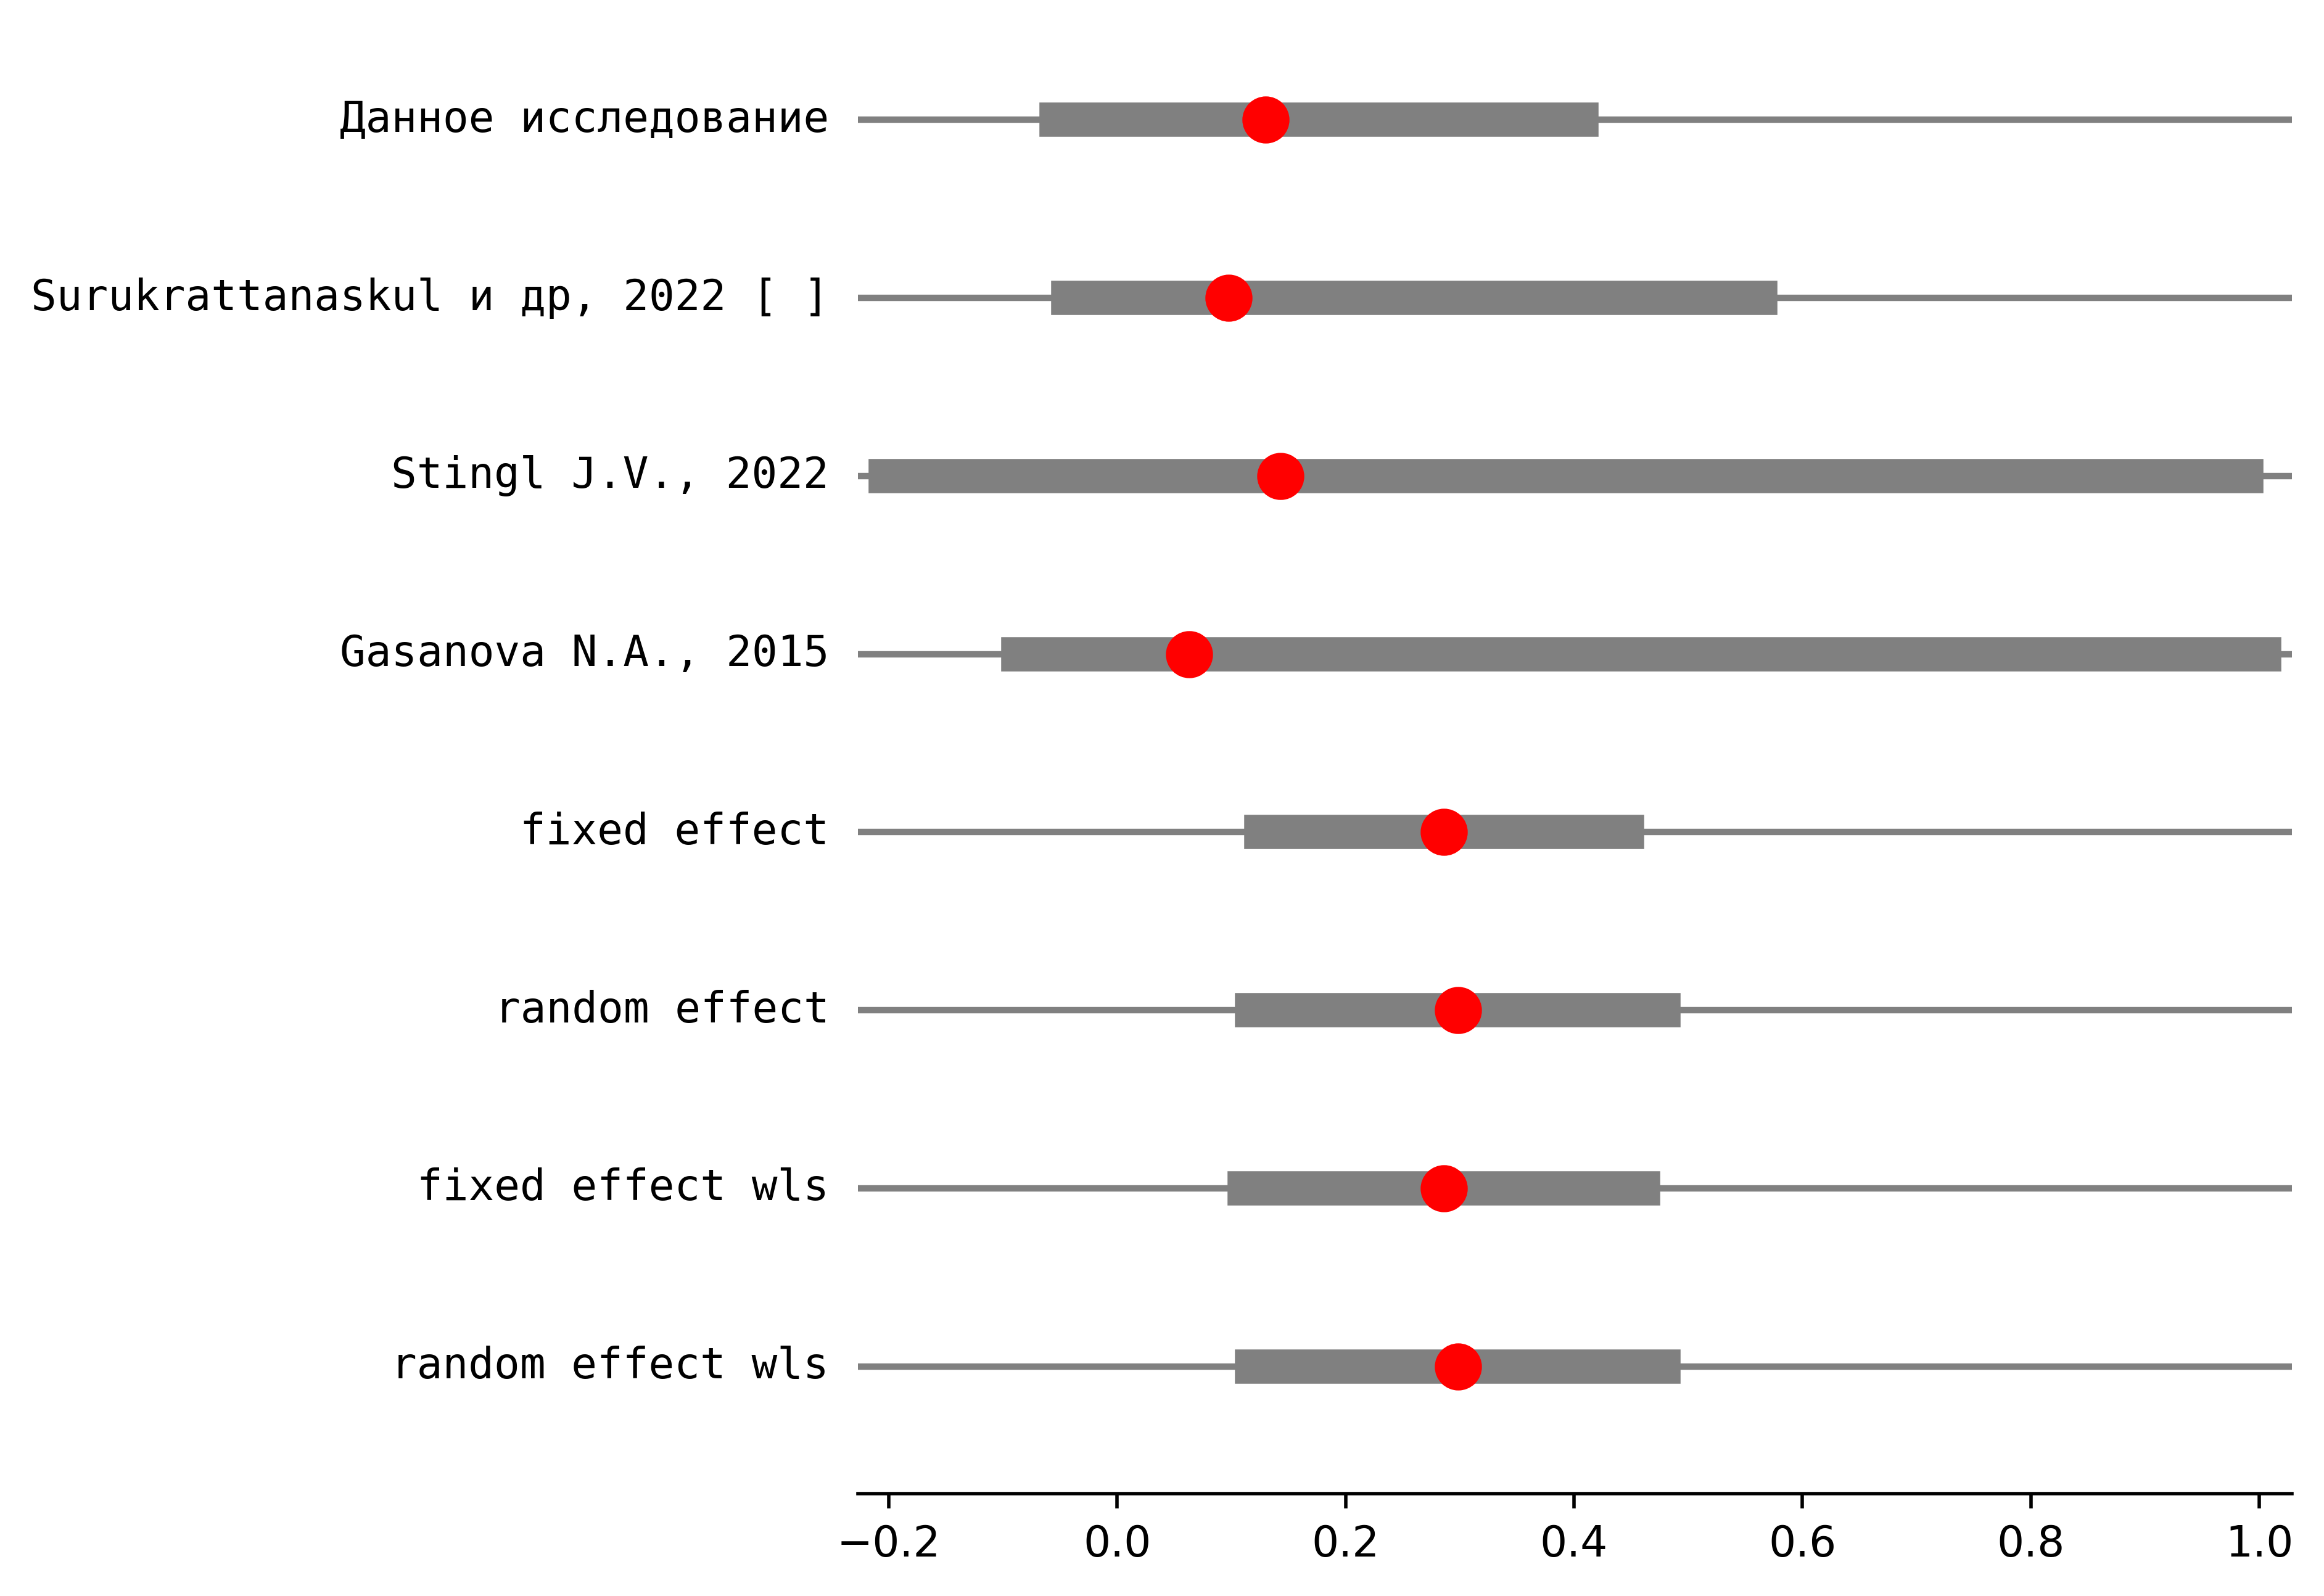 Данное исследование
Surukrattanaskul и др, 2022 [ ]
Stingl J.V., 2022
Gasanova N.A., 2015
fixed effect
random effect
fixed effect wls
random effect wls
−0.2 0.0 0.2 0.4 0.6 0.8 1.0